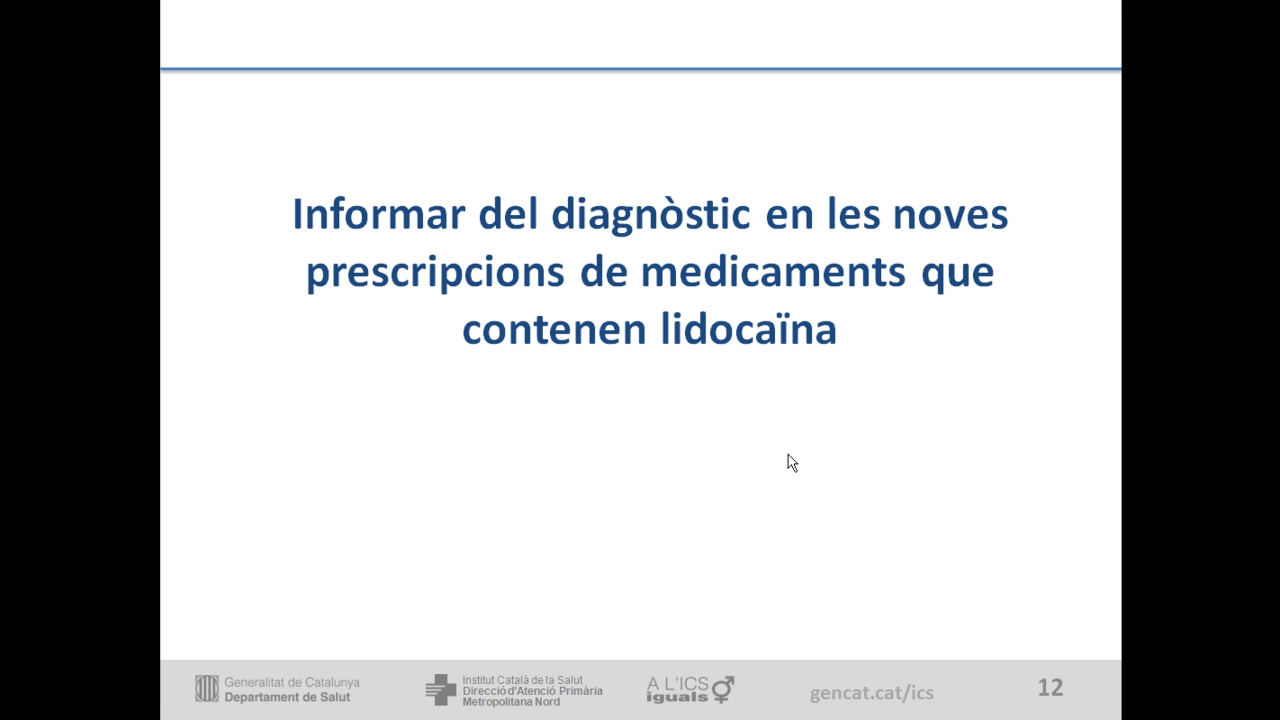 Informar del diagnòstic en les noves
prescripcions de medicaments que
contenen lidocaïna
Generalitat de Catalunya
Departament de Salut
Institut Català de la Salut
Direcció d'Atenció Primària
Metropolitana Nord
A L'ICS
iguals
gencat.cat/ics
12